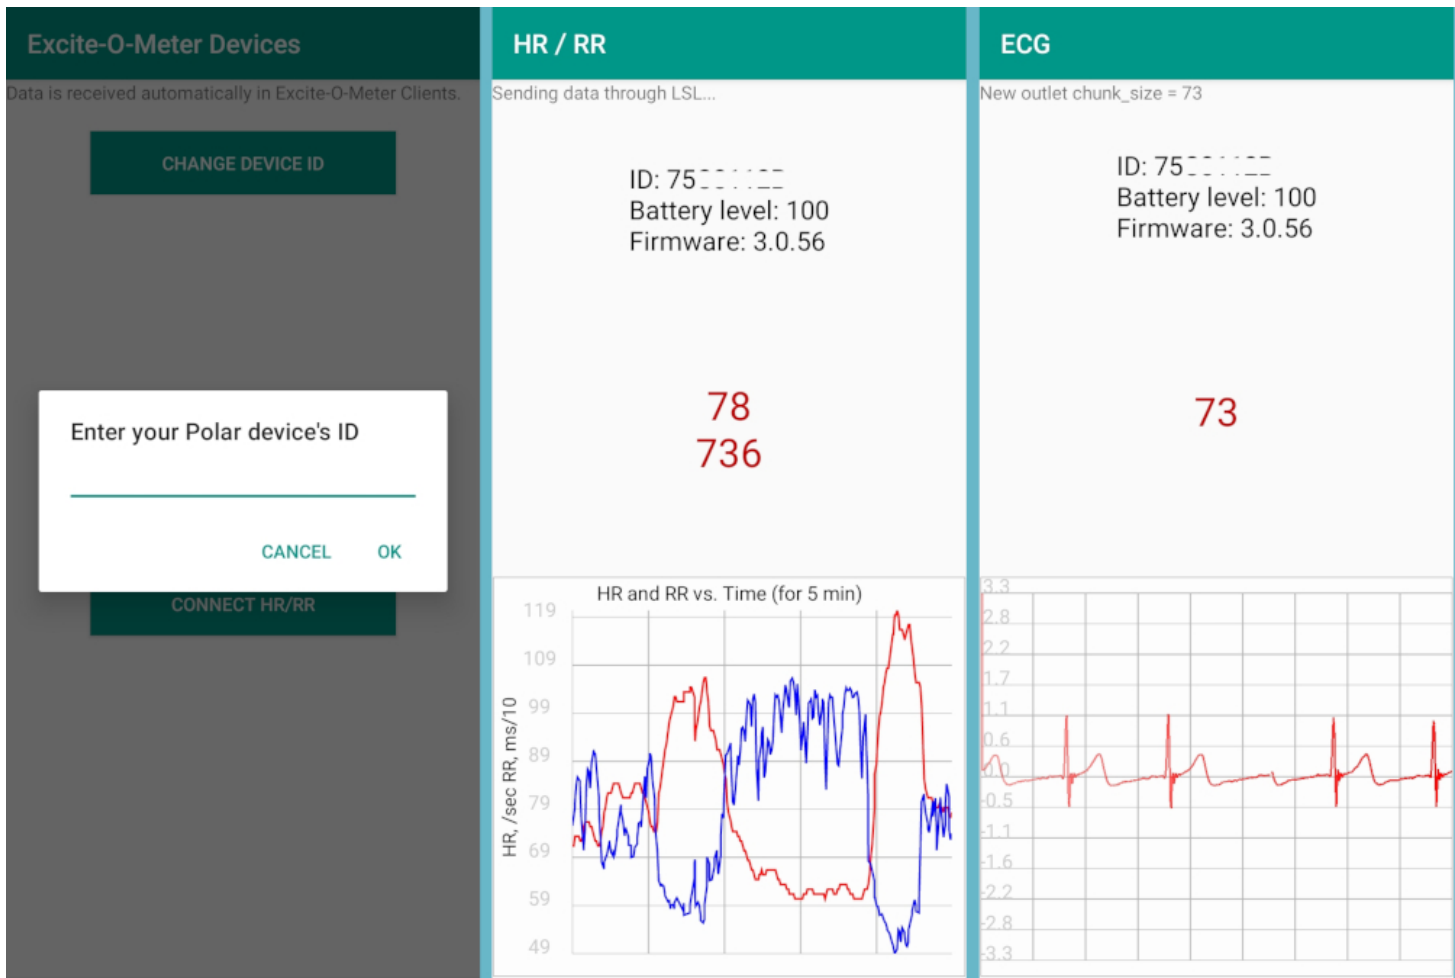 Excite-O-Meter Devices
Data is received automatically in Excite-O-Meter Clients.
CHANGE DEVICE ID
Enter your Polar device's ID
CANCEL OK
CONNECT HR/RR
HR / RR
Sending data through LSL...
ID: 75
Battery level: 100
Firmware: 3.0.56
78
736
HR and RR vs. Time (for 5 min)
HR, /sec RR, ms/10
119
109
99
89
79
69
59
49
ECG
New outlet chunk_size = 73
ID: 75
Battery level: 100
Firmware: 3.0.56
73
3.3
2.8
2.2
1.7
1.1
0.6
0.0
-0.5
-1.1
-1.6
-2.2
-2.8
-3.3